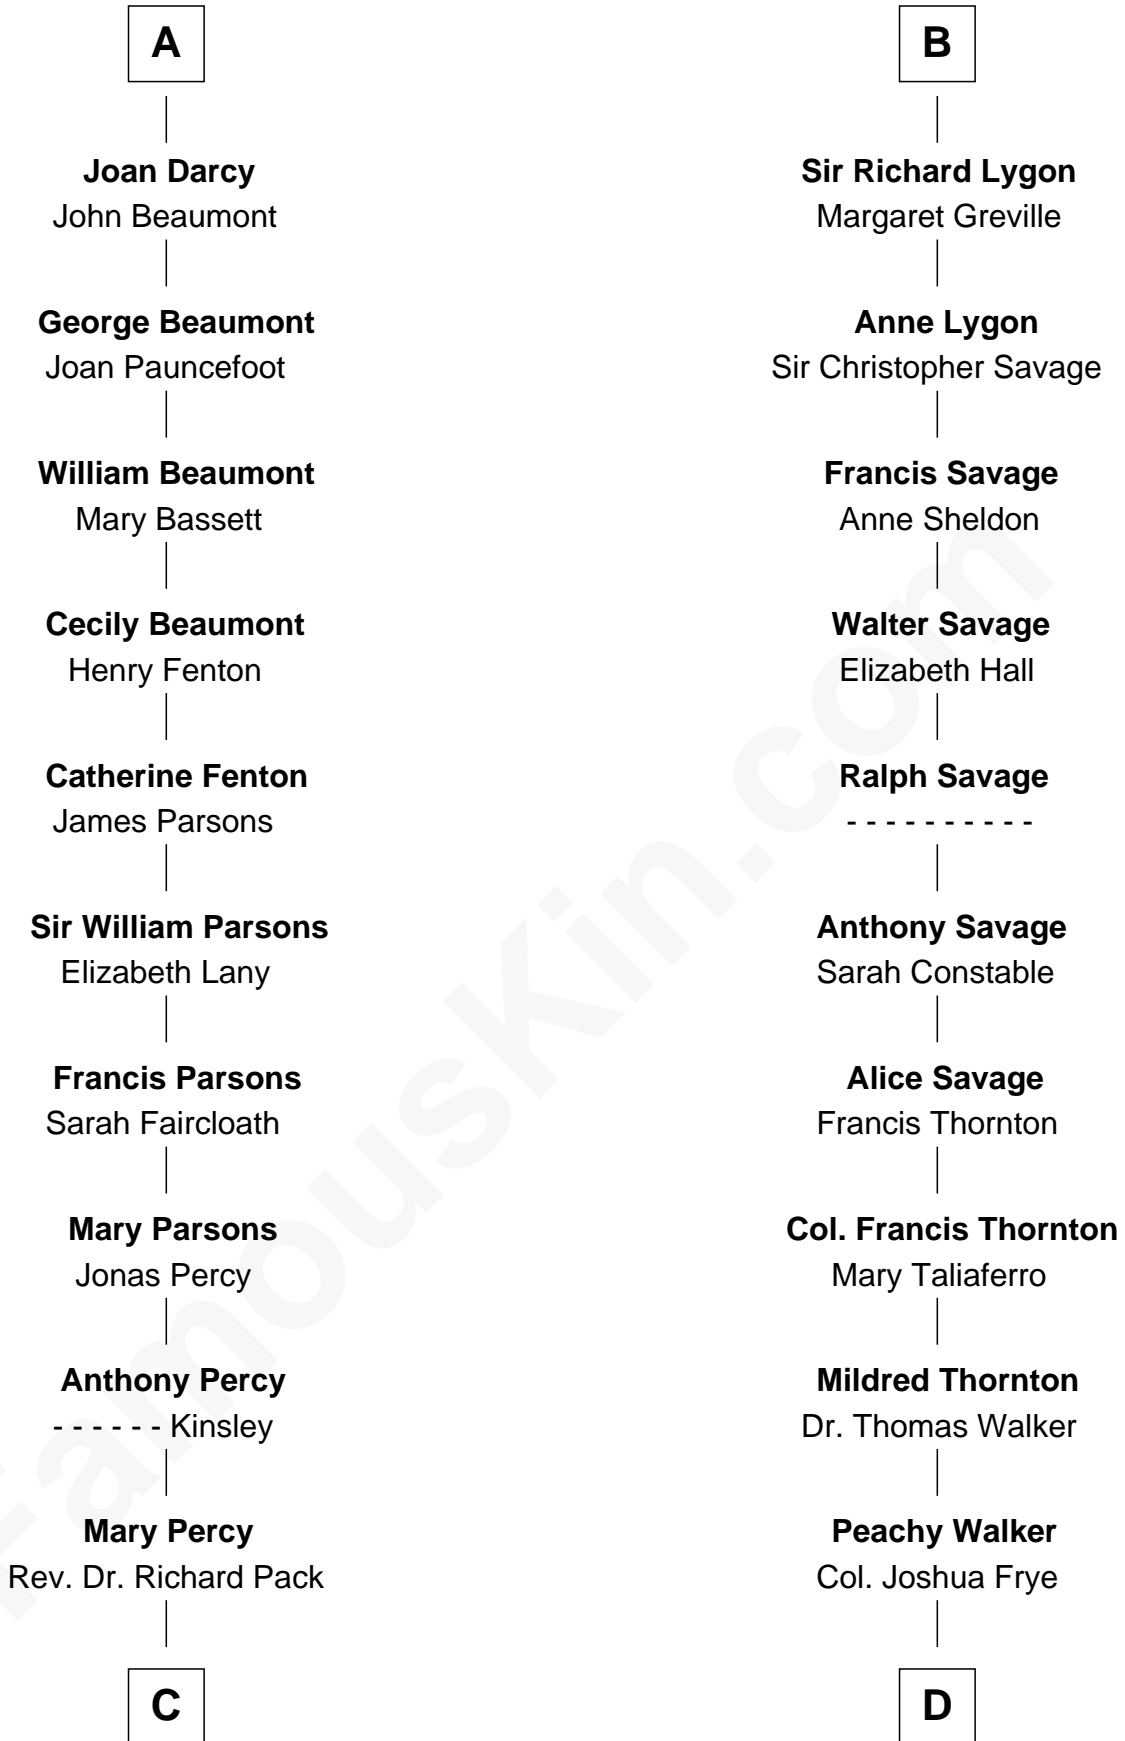 A
Joan Darcy
John Beaumont
George Beaumont
Joan Pauncefoot
William Beaumont
Mary Bassett
Cecily Beaumont
Henry Fenton
Catherine Fenton
James Parsons
Sir William Parsons
Elizabeth Lany
Francis Parsons
Sarah Faircloath
Mary Parsons
Jonas Percy
Anthony Percy
- - - - - - Kinsley
Mary Percy
Rev. Dr. Richard Pack
C
B
Sir Richard Lygon
Margaret Greville
Anne Lygon
Sir Christopher Savage
Francis Savage
Anne Sheldon
Walter Savage
Elizabeth Hall
Ralph Savage
- - - - - - - - - -
Anthony Savage
Sarah Constable
Alice Savage
Francis Thornton
Col. Francis Thornton
Mary Taliaferro
Mildred Thornton
Dr. Thomas Walker
Peachy Walker
Col. Joshua Frye
D
FamousKin.com